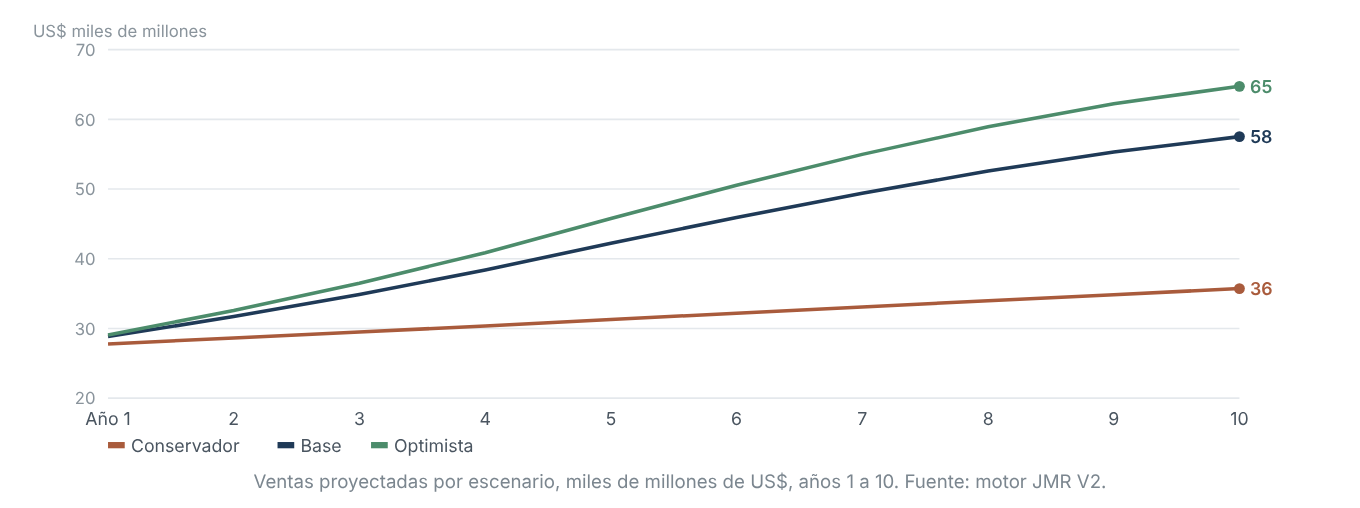 US$ miles de millones
70
60
50
40
30
20
65
58
36
Año 1 2 3 4 5 6 7 8 9 10
Conservador Base Optimista
Ventas proyectadas por escenario, miles de millones de US$, años 1 a 10. Fuente: motor JMR V2.